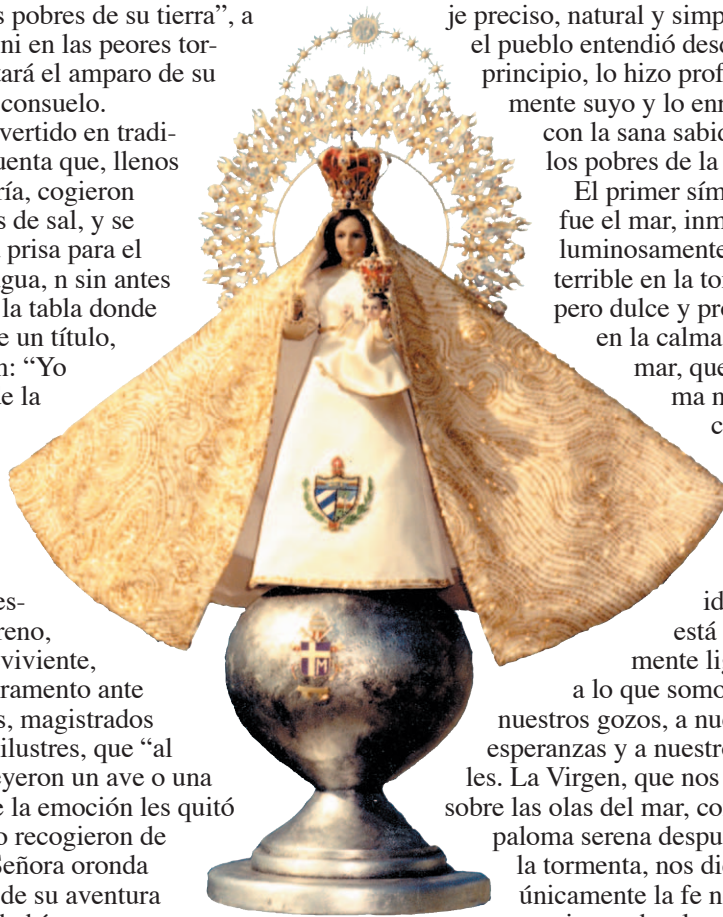 s pobres de su tierra”, a
ni en las peores tor-
tará el amparo de su
consuelo.
vertido en tradi-
uenta que, llenos
ría, cogieron
s de sal, y se
prisa para el
gua, n sin antes
la tabla donde
e un título,
n: “Yo
e la
es-
reno,
viviente,
ramento ante
s, magistrados
ilustres, que “al
eyeron un ave o una
e la emoción les quitó
o recogieron de
Señora oronda
de su aventura
je preciso, natural y simp
el pueblo entendió desd
principio, lo hizo prof
mente suyo y lo enr
con la sana sabid
los pobres de la
El primer sím
fue el mar, inm
luminosamente
terrible en la tor
pero dulce y pro
en la calma
mar, que
ma m
c
id
está
mente lig
a lo que somo
nuestros gozos, a nue
esperanzas y a nuestro
les. La Virgen, que nos
sobre las olas del mar, co
paloma serena despu
la tormenta, nos die
únicamente la fe n